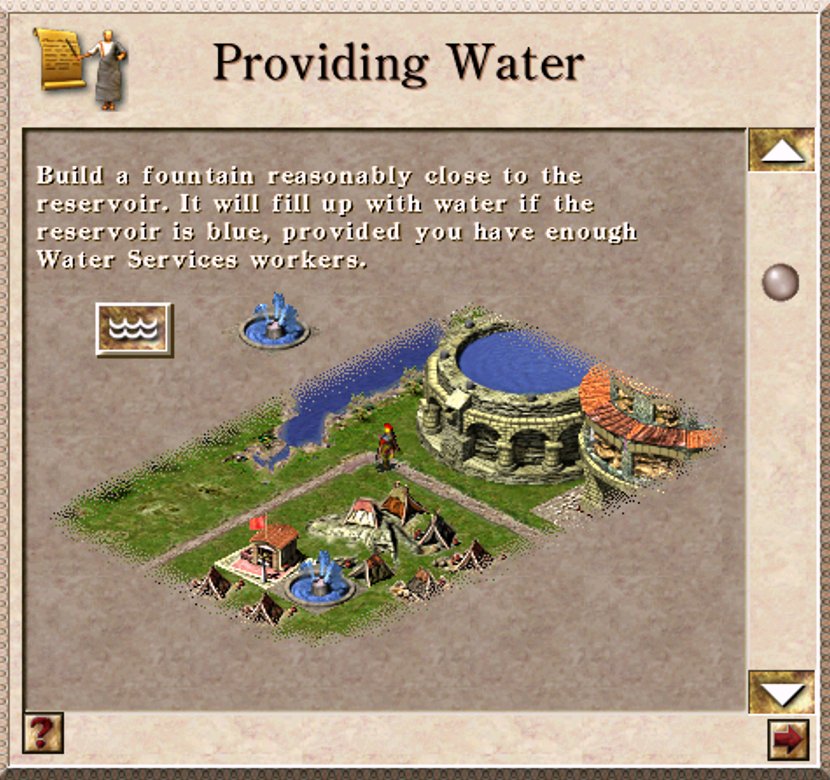 Providing Water
Build a fountain reasonably close to the
reservoir. It will fill up with water if the
reservoir is blue, provided you have enough
Water Services workers.
?